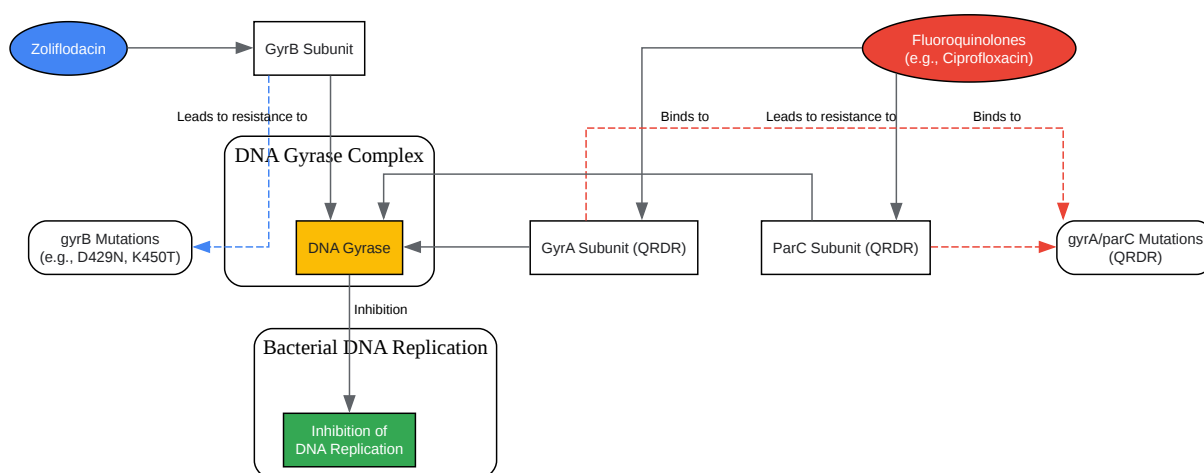 Zoliflodacin
GyrB Subunit
Fluoroquinolones
(e.g., Ciprofloxacin)
Leads to resistance to
Binds to
Leads to resistance to
Binds to
DNA Gyrase Complex
gyrB Mutations
(e.g., D429N, K450T)
DNA Gyrase
GyrA Subunit (QRDR)
ParC Subunit (QRDR)
gyrA/parC Mutations
(QRDR)
Inhibition
Bacterial DNA Replication
Inhibition of
DNA Replication